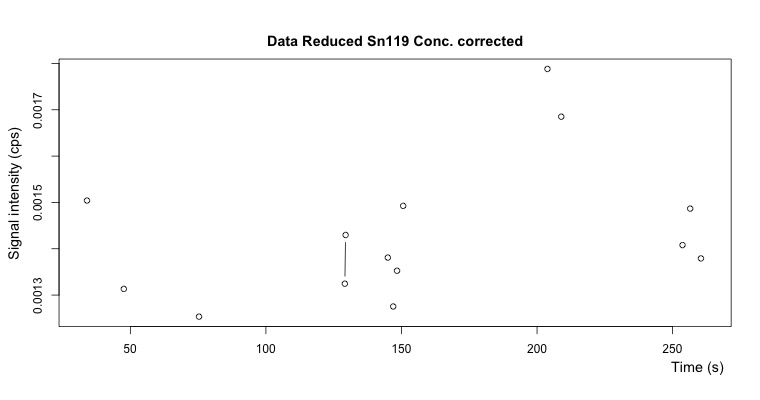 Data Reduced Sn119 Conc. corrected
Signal intensity (cps)
0.0017
0.0015
0.0013
50 100 150 200 250
Time (s)